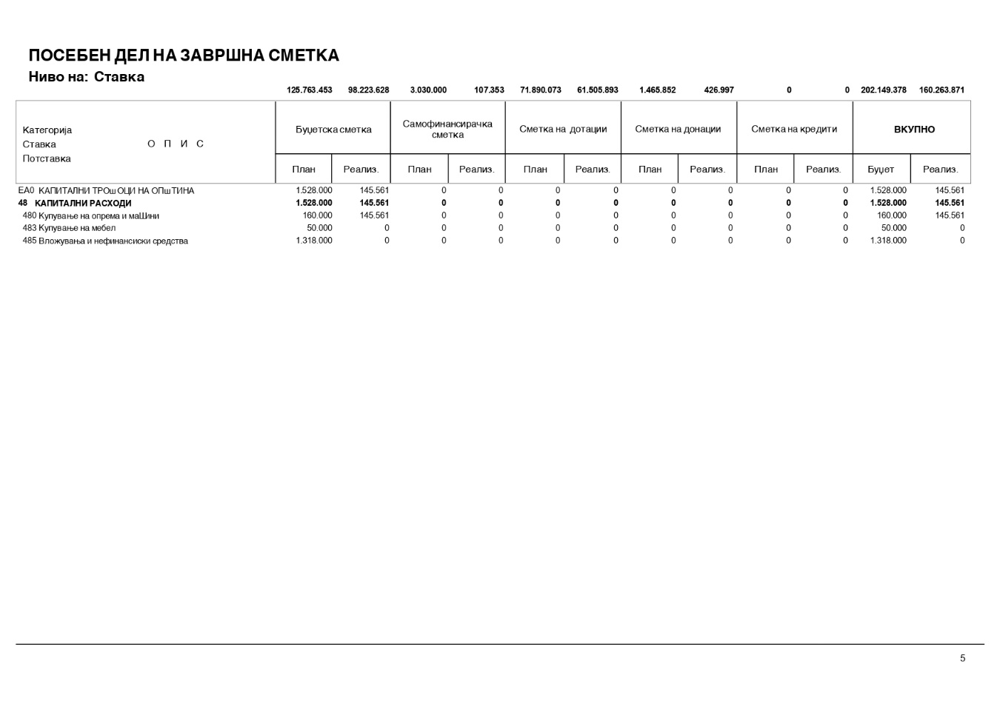 ПОСЕБЕН ДЕЛ НА ЗАВРШНА СМЕТКА
Ниво на: Ставка
125.763.453 98.223.628 3.030.000 107.353 71.890.073 61.505.893 1.465.852 426.997 0 0 202.149.378 160.263.871
Категорија
Ставка О П И С
Потставка
Буџетска сметка
Самофинансирачка
сметка
Сметка на дотации
Сметка на донации
Сметка на кредити
ВКУПНО
План Реализ. План Реализ. План Реализ. План Реализ. План Реализ. Буџет Реализ.
ЕА0 КАПИТАЛНИ ТРОшОЦИ НА ОПшТИНА 1.528.000 145.561 0 0 0 0 0 0 0 0 1.528.000 145.561
48 КАПИТАЛНИ РАСХОДИ 1.528.000 145.561 0 0 0 0 0 0 0 0 1.528.000 145.561
480 Купување на опрема и маШини 160.000 145.561 0 0 0 0 0 0 0 0 160.000 145.561
483 Купување на мебел 50.000 0 0 0 0 0 0 0 0 0 50.000 0
485 Вложувања и нефинансиски средства 1.318.000 0 0 0 0 0 0 0 0 0 1.318.000 0
5